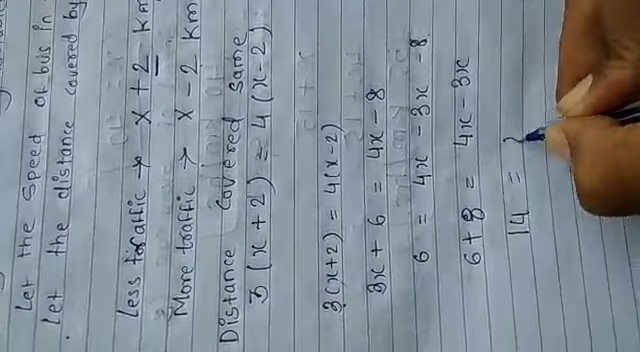 Let the speed of bus in
Let the distance covered by
Less traffic → x + 2 Km
More traffic → x - 2 Km
Distance covered same
3 (x + 2) = 4 (x - 2)
3(x+2) = 4(x-2)
3x + 6 = 4x - 8
6 = 4x - 3x - 8
6 + 8 = 4x - 3x
14 =